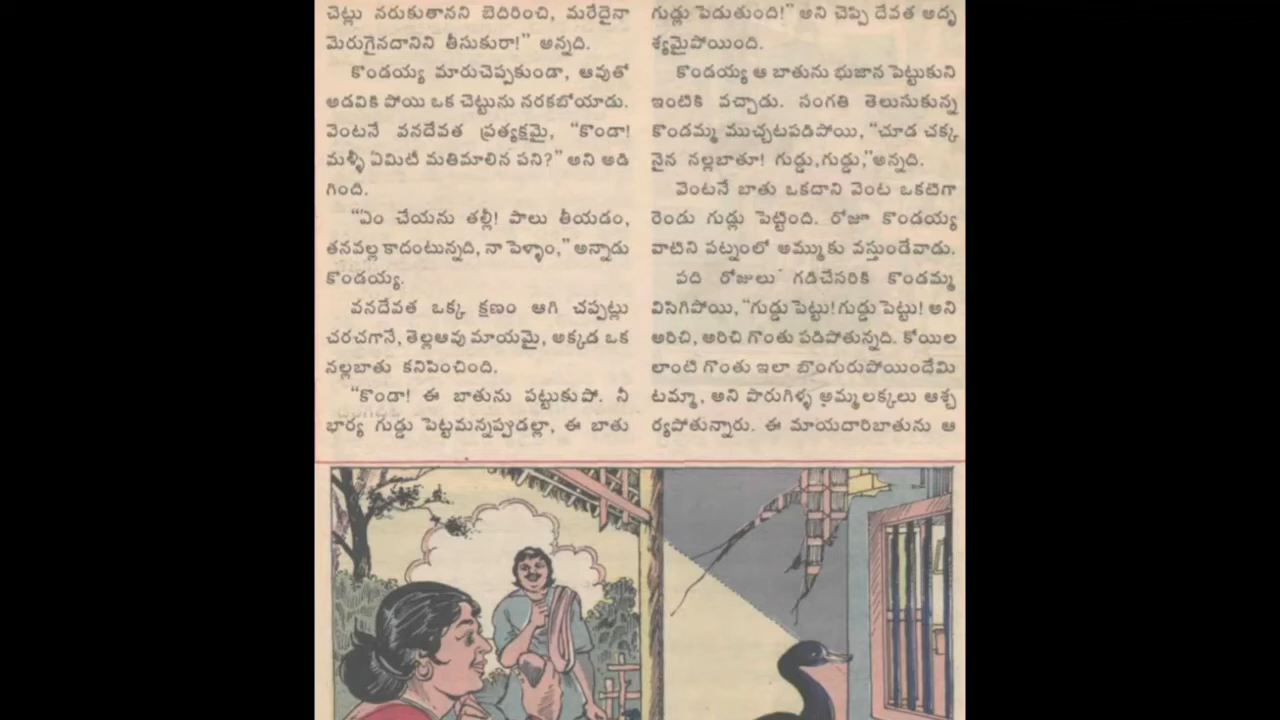 చెట్లు నరుకుతానని బెదిరించి, మరేదైనా
మెరుగైనదానిని తీసుకురా!” అన్నది.
కొండయ్య మారుచెప్పకుండా, ఆవుతో
అడవికి పోయి ఒక చెట్టును నరకబోయాడు.
వెంటనే వనదేవత ప్రత్యక్షమై, “కొండా!
మళ్ళీ ఏమిటీ మతిమాలిన పని?” అని అడి
గింది.
“ఏం చేయను తల్లీ! పాలు తీయడం,
తనవల్ల కాదంటున్నది, నా పెళ్ళాం,” అన్నాడు
కొండయ్య.
వనదేవత ఒక్క క్షణం ఆగి చప్పట్లు
చరచగానే, తెల్లఆవు మాయమై, అక్కడ ఒక
నల్లబాతు కనిపించింది.
“కొండా! ఈ బాతును పట్టుకుపో. నీ
భార్య గుడ్డు పెట్టమన్నప్పుడల్లా, ఈ బాతు
గుడ్లు పెడుతుంది!” అని చెప్పి దేవత అదృ
శ్యమైపోయింది.
కొండయ్య ఆ బాతును భుజాన పెట్టుకుని
ఇంటికి వచ్చాడు. సంగతి తెలుసుకున్న
కొండమ్మ ముచ్చటపడిపోయి, “చూడ చక్క
నైన నల్లబాతూ! గుడ్డు,గుడ్డు,”అన్నది.
వెంటనే బాతు ఒకదాని వెంట ఒకటిగా
రెండు గుడ్లు పెట్టింది. రోజూ కొండయ్య
వాటిని పట్నంలో అమ్ముకు వస్తుండేవాడు.
పది రోజులు గడిచేసరికి కొండమ్మ
విసిగిపోయి, “గుడ్డు పెట్టు!గుడ్డు పెట్టు! అని
అరిచి, అరిచి గొంతు పడిపోతున్నది. కోయిల
లాంటి గొంతు ఇలా బొంగురుపోయిందేమి
టమ్మా, అని పొరుగిళ్ళ అమ్మలక్కలు ఆశ్చ
ర్యపోతున్నారు. ఈ మాయదారిబాతును ఆ